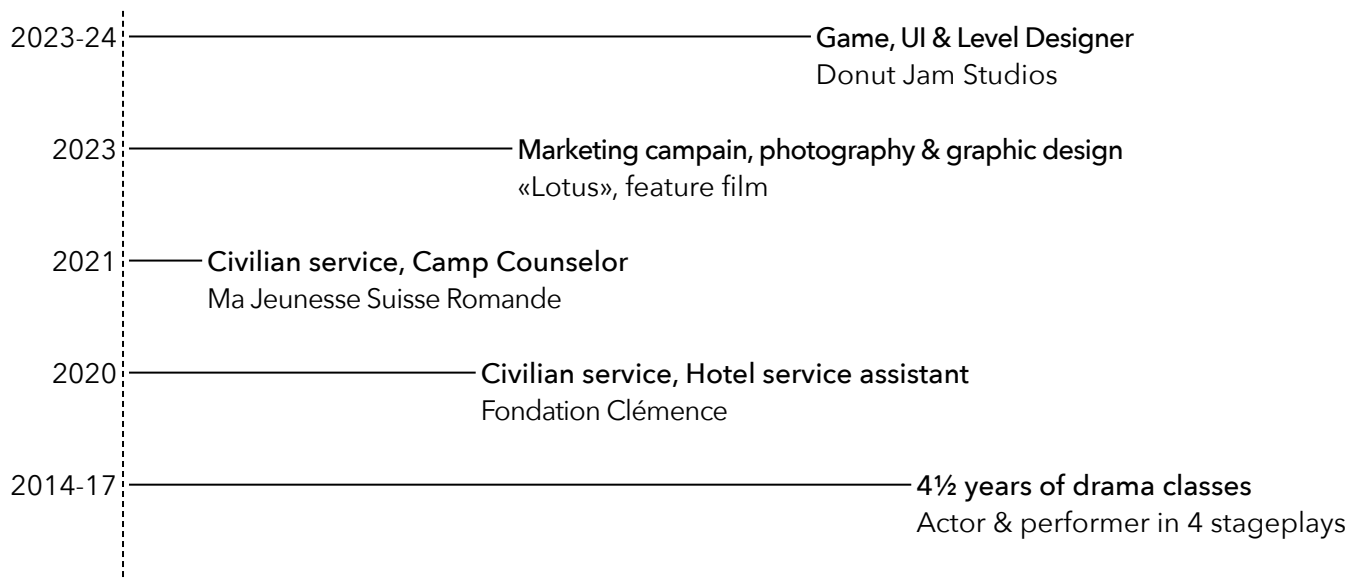 2023-24 Game, UI & Level Designer
Donut Jam Studios
2023 Marketing campain, photography & graphic design
«Lotus», feature film
2021 Civilian service, Camp Counselor
Ma Jeunesse Suisse Romande
2020 Civilian service, Hotel service assistant
Fondation Clémence
2014-17 4½ years of drama classes
Actor & performer in 4 stageplays